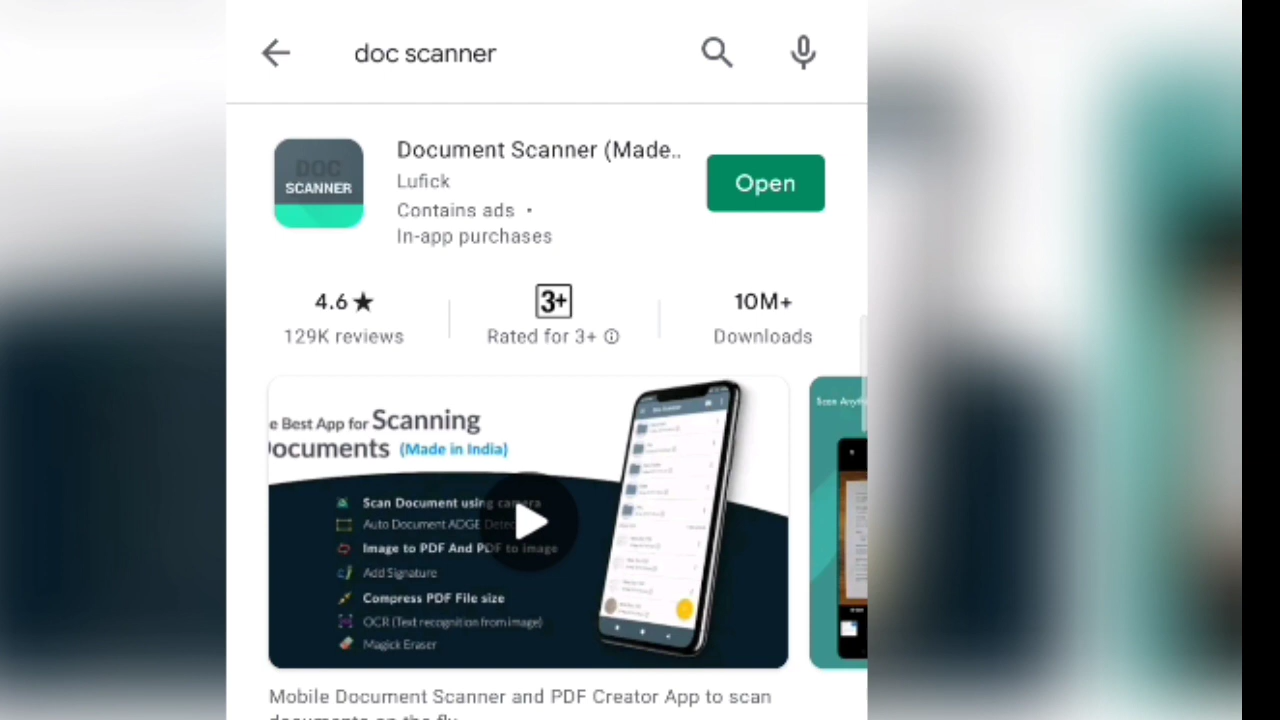 doc scanner
DOC
SCANNER
Document Scanner (Made..
Lufick
Contains ads •
In-app purchases
Open
4.6★
129K reviews
3+
Rated for 3+
10M+
Downloads
e Best App for Scanning
ocuments (Made in India)
Scan Document using camera
Auto Document ADGE Detec
Image to PDF And PDF to image
Add Signature
Compress PDF File size
OCR (Text recognition from image)
Magick Eraser
Scan Anyth
Mobile Document Scanner and PDF Creator App to scan
documents on the fly